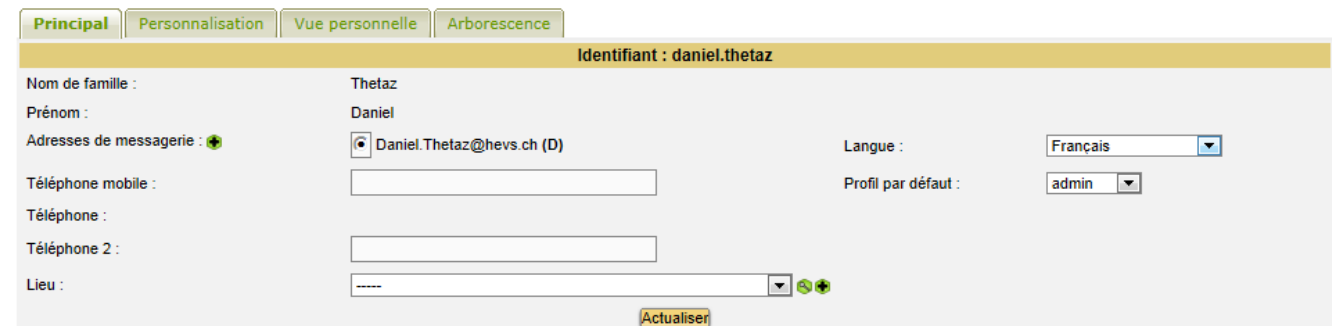 Principal Personnalisation Vue personnelle Arborescence
Identifiant : daniel.thetaz
Nom de famille : Thetaz
Prénom : Daniel
Adresses de messagerie : Daniel.Thetaz@hevs.ch (D) Langue : Français
Téléphone mobile : Profil par défaut : admin
Téléphone :
Téléphone 2 :
Lieu : -----
Actualiser